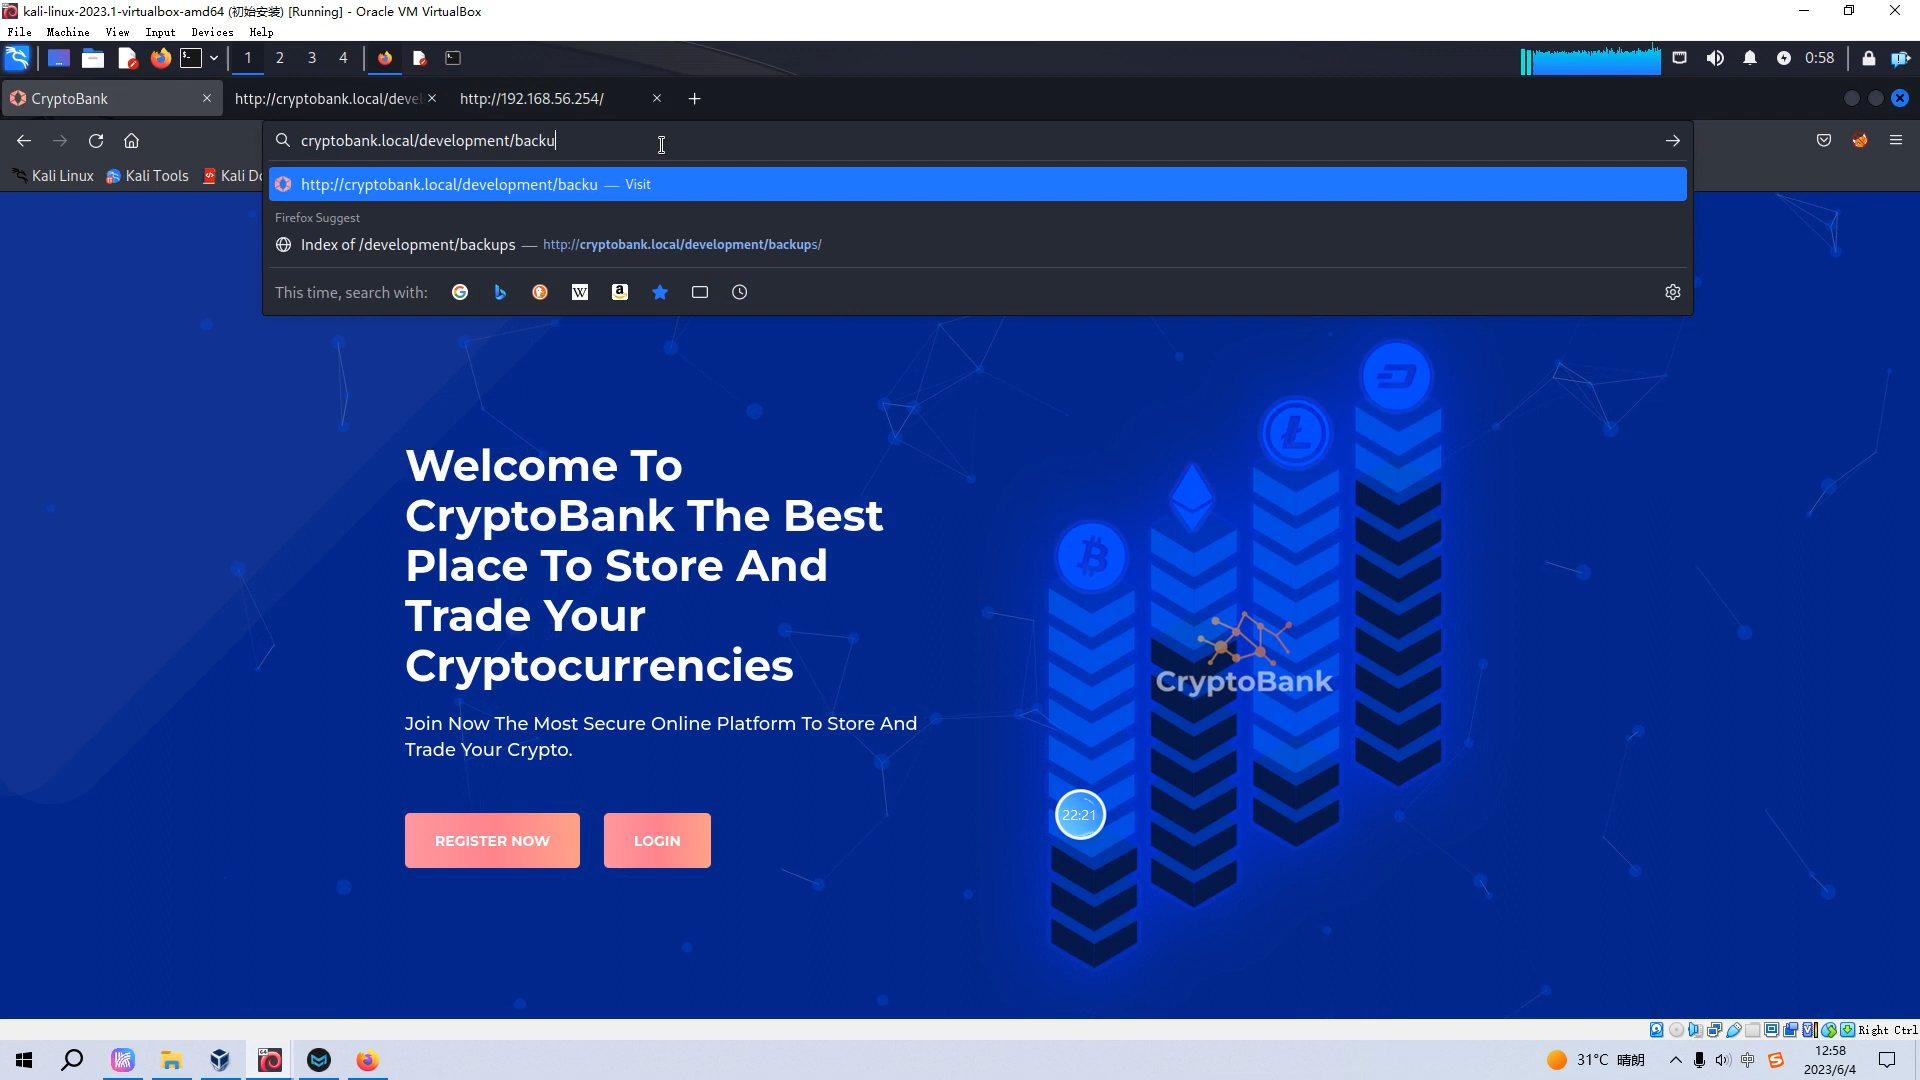 kali-linux-2023.1-virtualbox-amd64 (初始安装) [Running] - Oracle VM VirtualBox
File Machine View Input Devices Help
1 2 3 4 0:58
CryptoBank http://cryptobank.local/devel http://192.168.56.254/
cryptobank.local/development/backu
Kali Linux Kali Tools Kali Do
http://cryptobank.local/development/backu — Visit
Firefox Suggest
Index of /development/backups — http://cryptobank.local/development/backups/
This time, search with:
Welcome To
CryptoBank The Best
Place To Store And
Trade Your
Cryptocurrencies
CryptoBank
Join Now The Most Secure Online Platform To Store And
Trade Your Crypto.
22:21
REGISTER NOW LOGIN
Right Ctrl
31°C 晴朗 中 12:58
2023/6/4